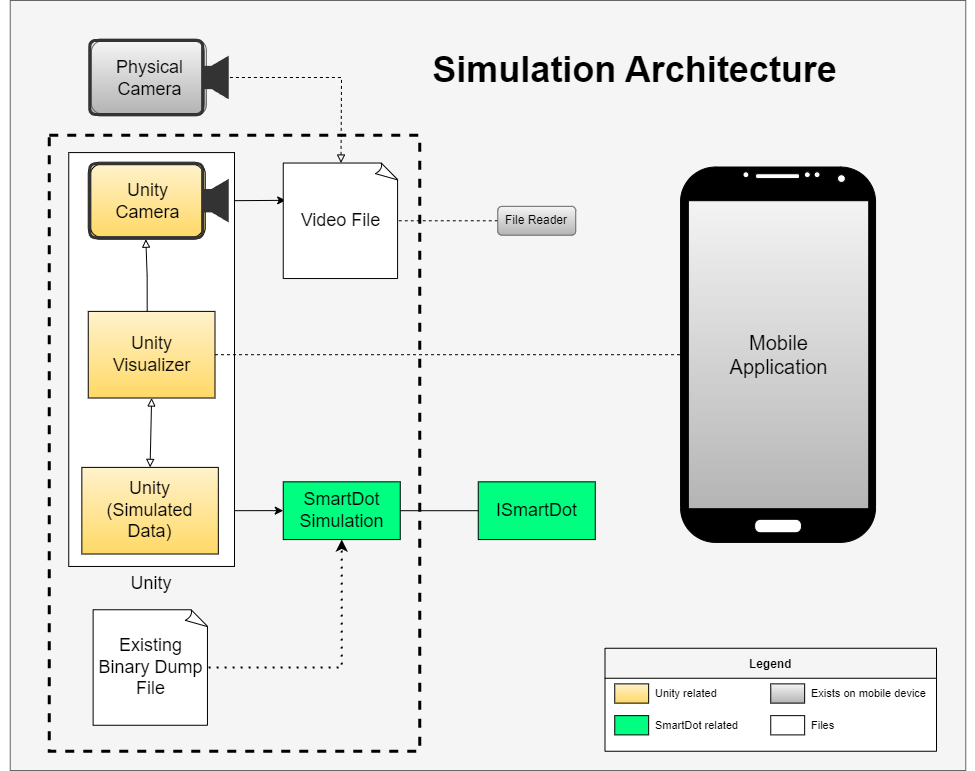 Simulation Architecture
Physical
Camera
Unity
Camera
Video File
File Reader
Unity
Visualizer
Mobile
Application
Unity
(Simulated
Data)
SmartDot
Simulation
ISmartDot
Unity
Existing
Binary Dump
File
Legend
Unity related
Exists on mobile device
SmartDot related
Files